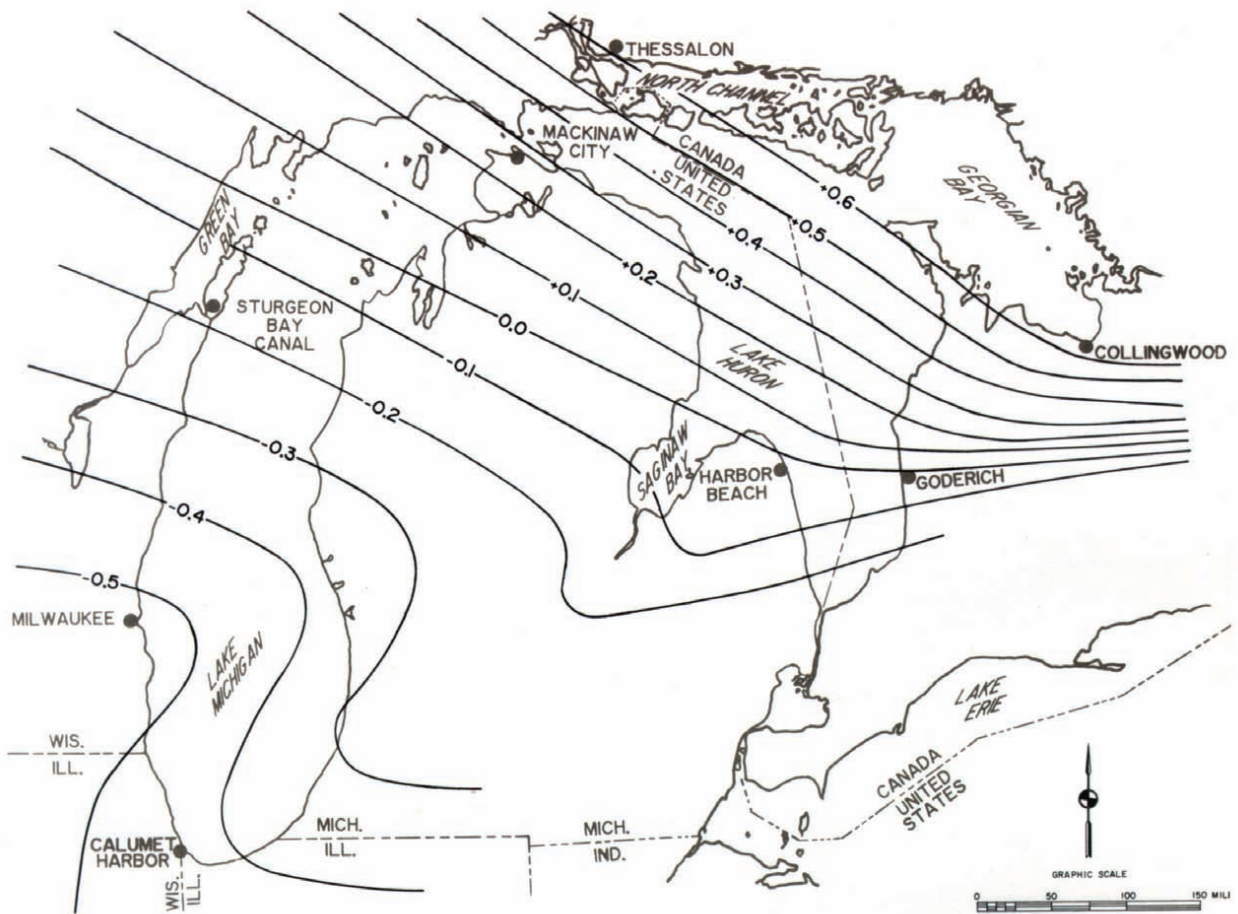 THESSALON
NORTH CHANNEL
MACKINAW
CITY
CANADA
UNITED
STATES
GEORGIAN
BAY
+0.6
+0.5
+0.4
+0.3
+0.2
+0.1
0.0
-0.1
-0.2
-0.3
-0.4
-0.5
GREEN
BAY
STURGEON
BAY
CANAL
COLLINGWOOD
LAKE
HURON
SAGINAW
BAY
HARBOR
BEACH
GODERICH
MILWAUKEE
LAKE
MICHIGAN
LAKE
ERIE
WIS.
ILL.
CANADA
UNITED
STATES
CALUMET
HARBOR
MICH.
ILL.
MICH.
IND.
WIS.
ILL.
GRAPHIC SCALE
0 50 100 150 MILI